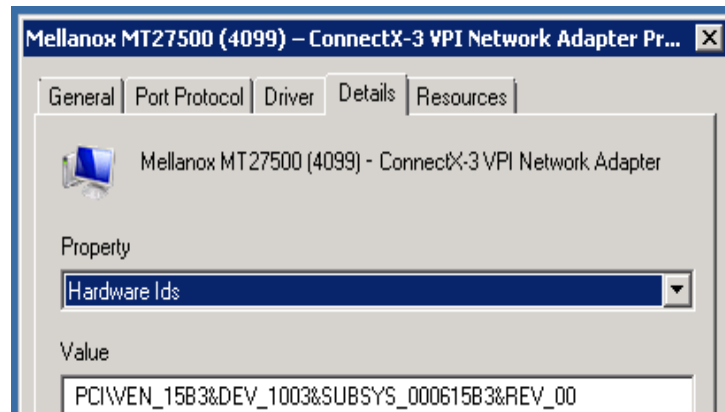 Mellanox MT27500 (4099) – ConnectX-3 VPI Network Adapter Pr...
General Port Protocol Driver Details Resources
Mellanox MT27500 (4099) - ConnectX-3 VPI Network Adapter
Property
Hardware Ids
Value
PCI\VEN_15B3&DEV_1003&SUBSYS_000615B3&REV_00